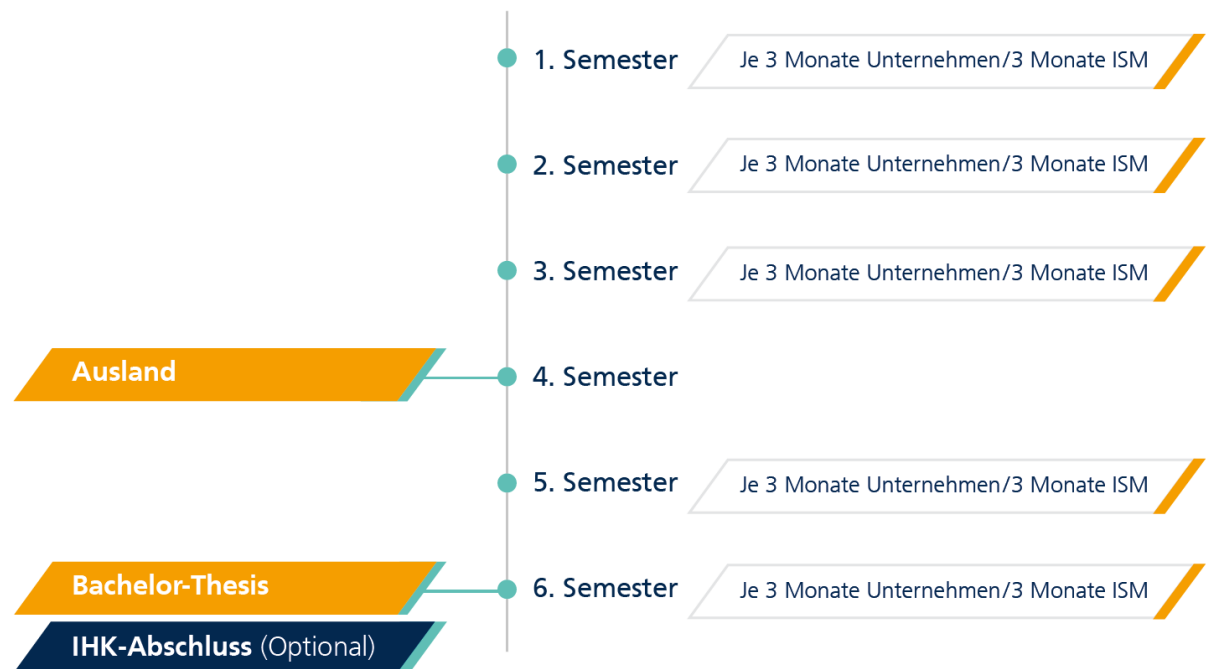 1. Semester Je 3 Monate Unternehmen/3 Monate ISM
2. Semester Je 3 Monate Unternehmen/3 Monate ISM
3. Semester Je 3 Monate Unternehmen/3 Monate ISM
Ausland 4. Semester
5. Semester Je 3 Monate Unternehmen/3 Monate ISM
Bachelor-Thesis 6. Semester Je 3 Monate Unternehmen/3 Monate ISM
IHK-Abschluss (Optional)